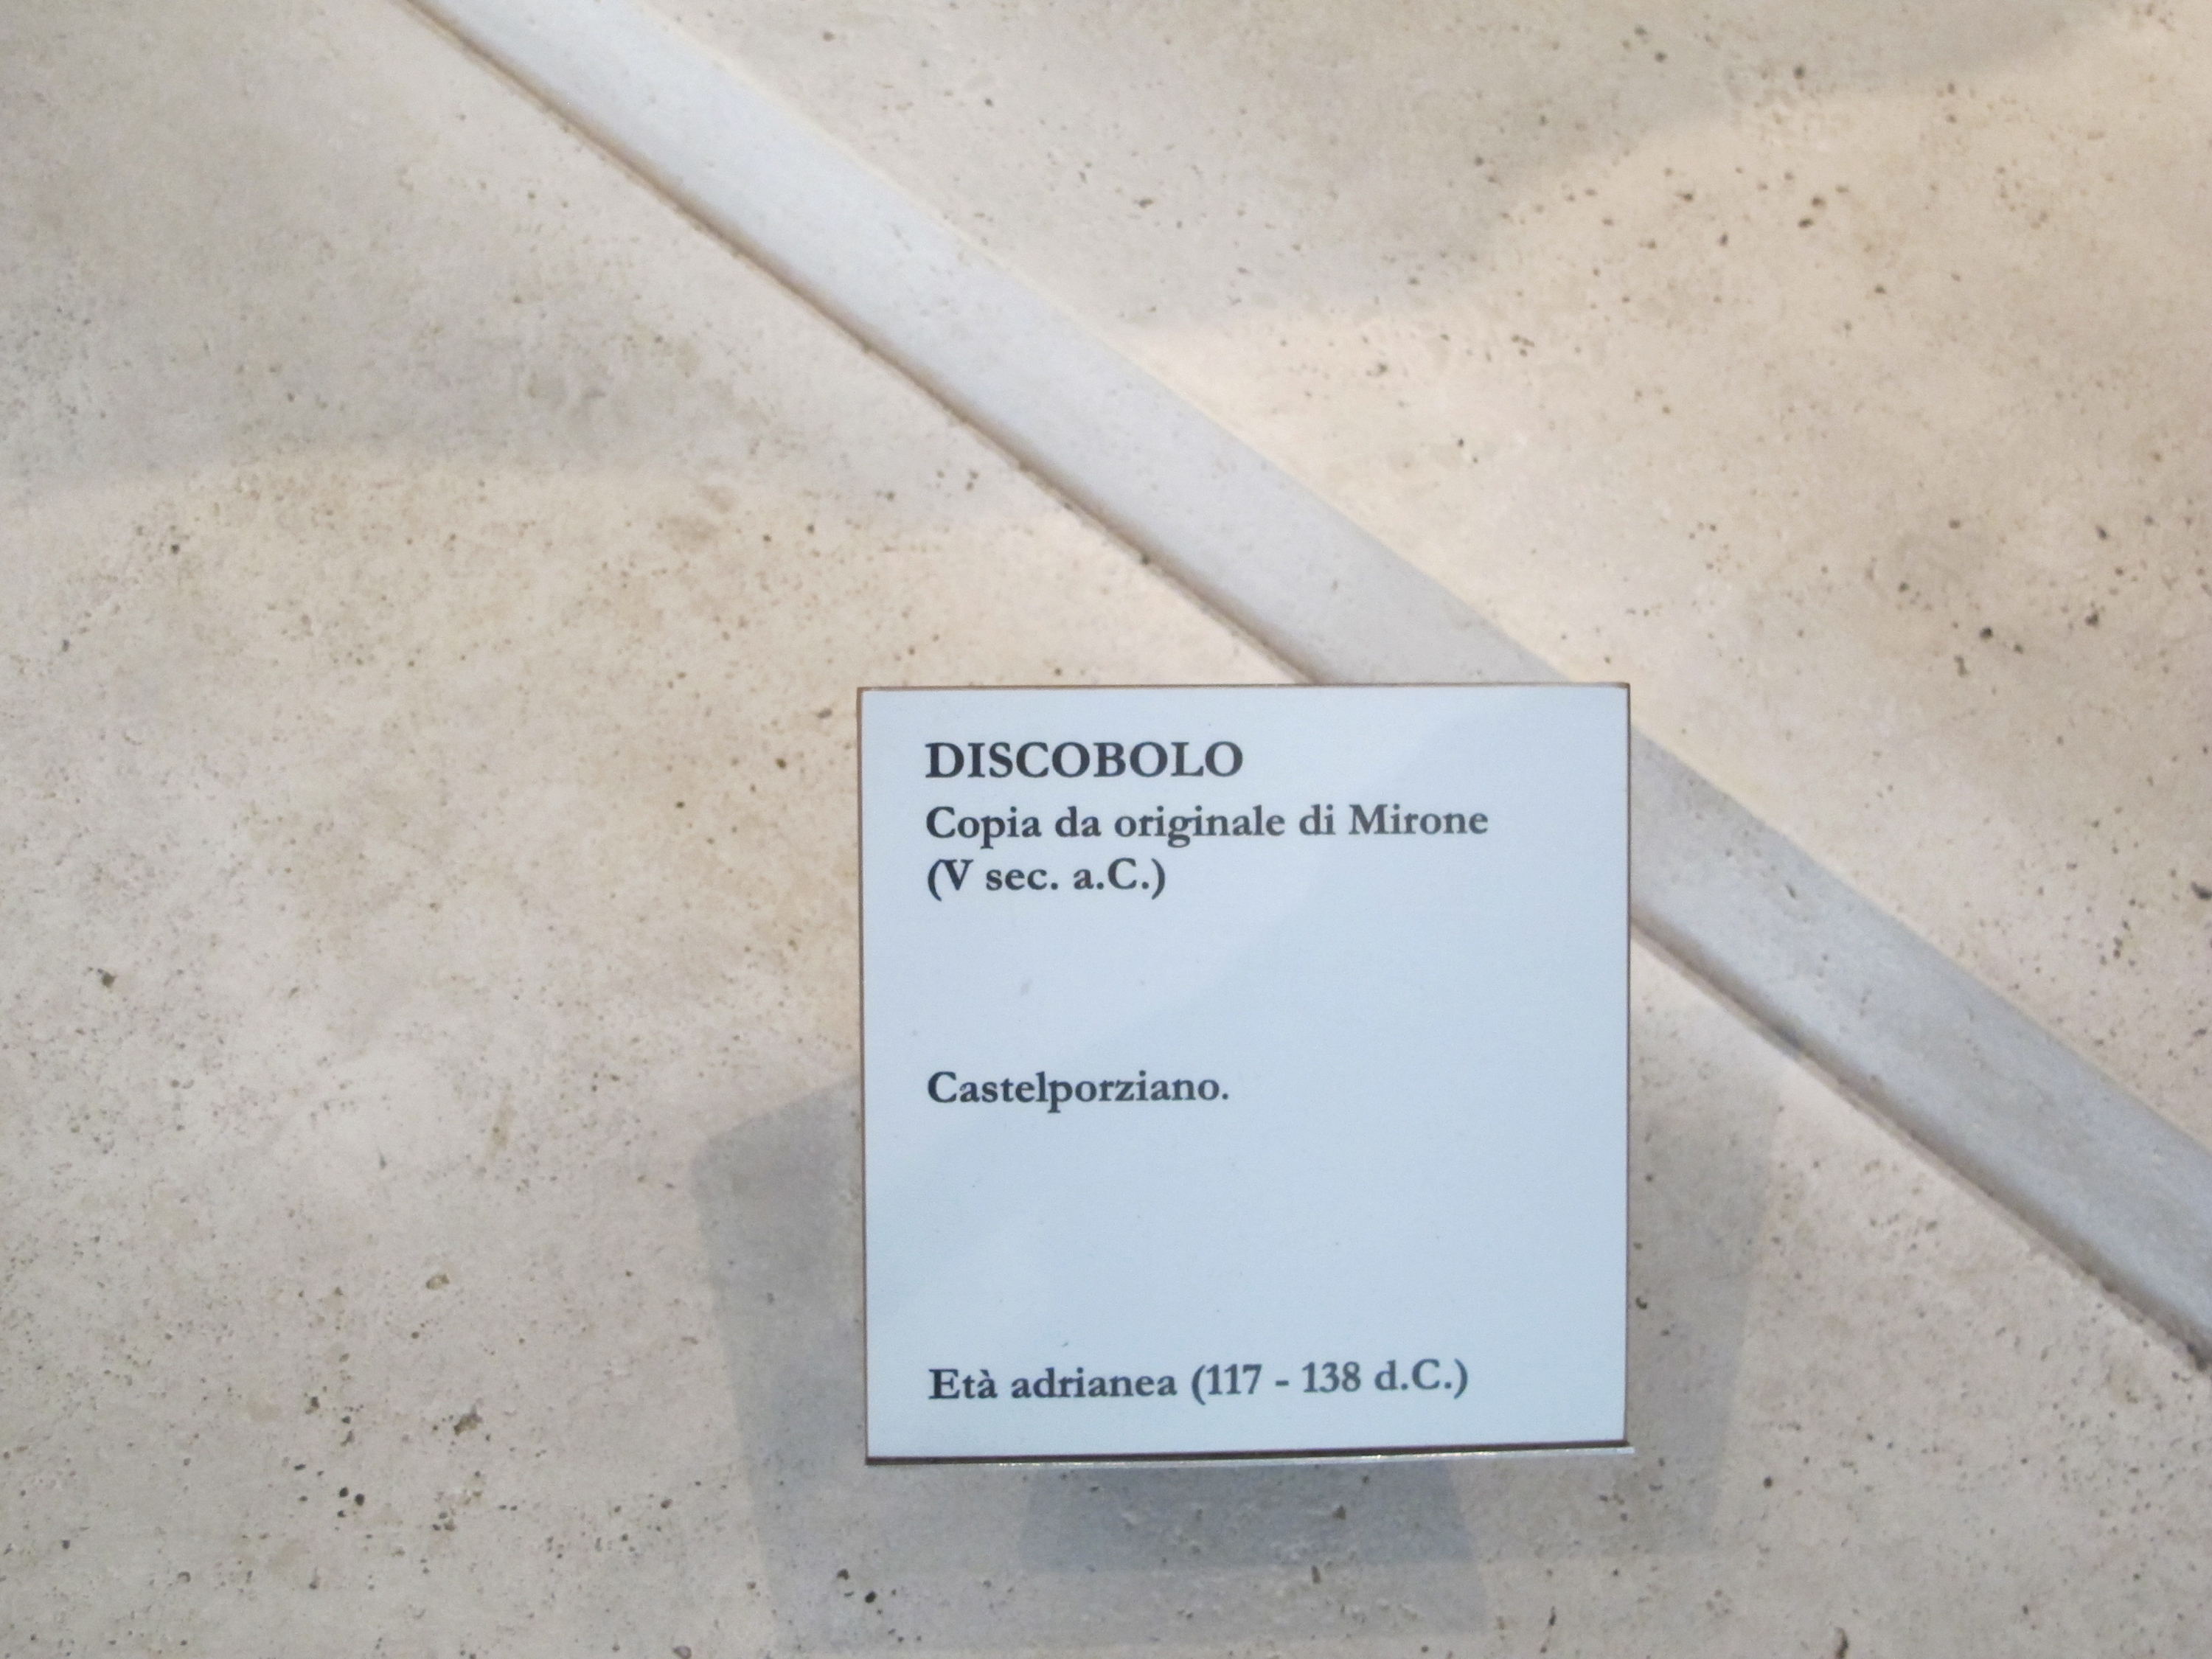 DISCOBOLO
Copia da originale di Mirone
(V sec. a.C.)
Castelporziano.
Età adrianea (117 - 138 d.C.)